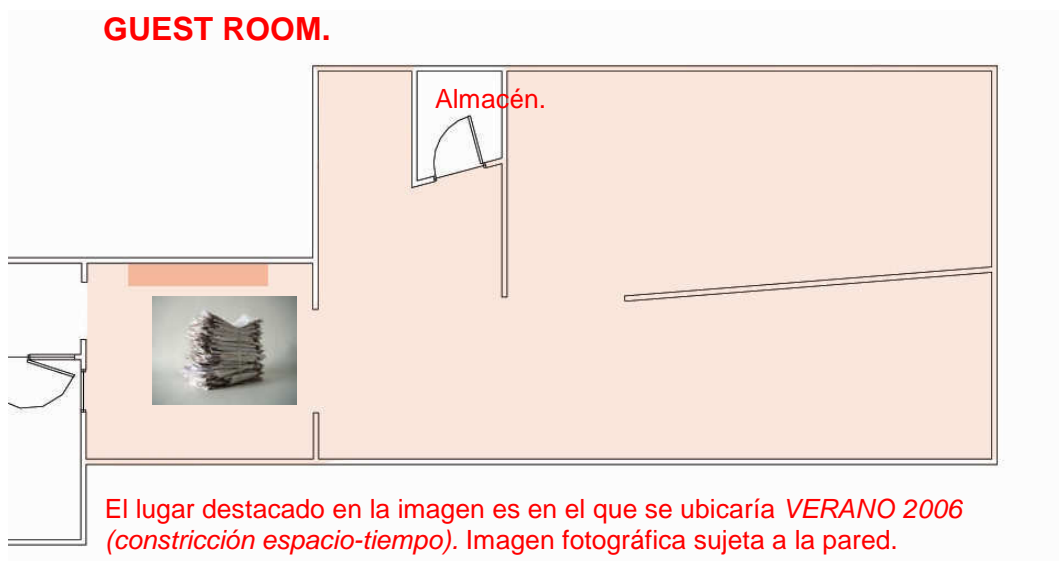 GUEST ROOM.
Almacén.
El lugar destacado en la imagen es en el que se ubicaría VERANO 2006
(constricción espacio-tiempo). Imagen fotográfica sujeta a la pared.